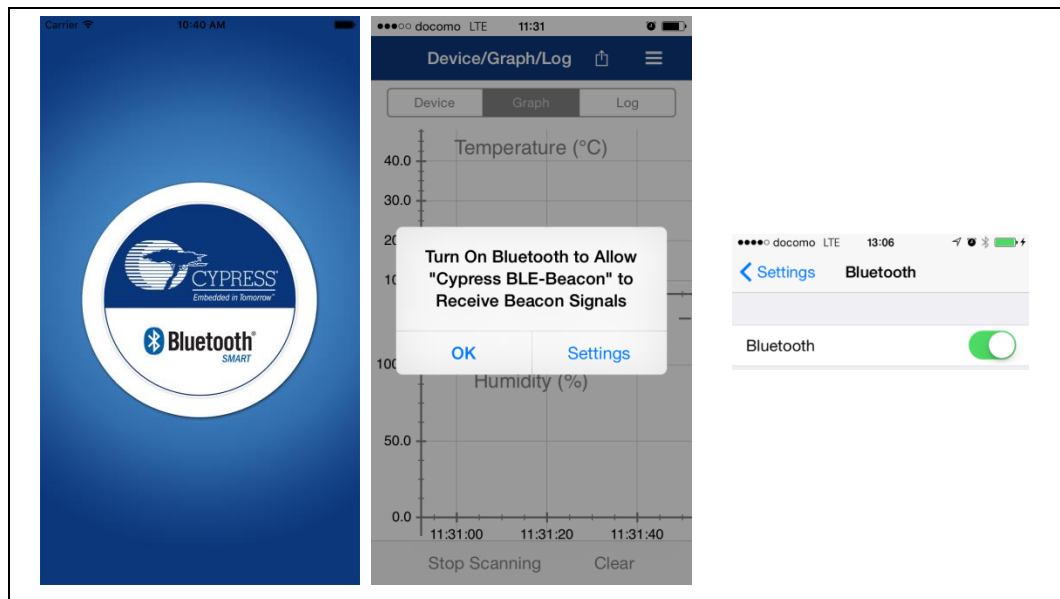 Carrier 10:40 AM
CYPRESS
Embedded in Tomorrow™
Bluetooth®
SMART
docomo LTE 11:31
Device/Graph/Log
Device Graph Log
Temperature (°C)
40.0
30.0
20
10
Turn On Bluetooth to Allow
"Cypress BLE-Beacon" to
Receive Beacon Signals
OK Settings
100
Humidity (%)
50.0
0.0
11:31:00 11:31:20 11:31:40
Stop Scanning Clear
docomo LTE 13:06
Settings Bluetooth
Bluetooth